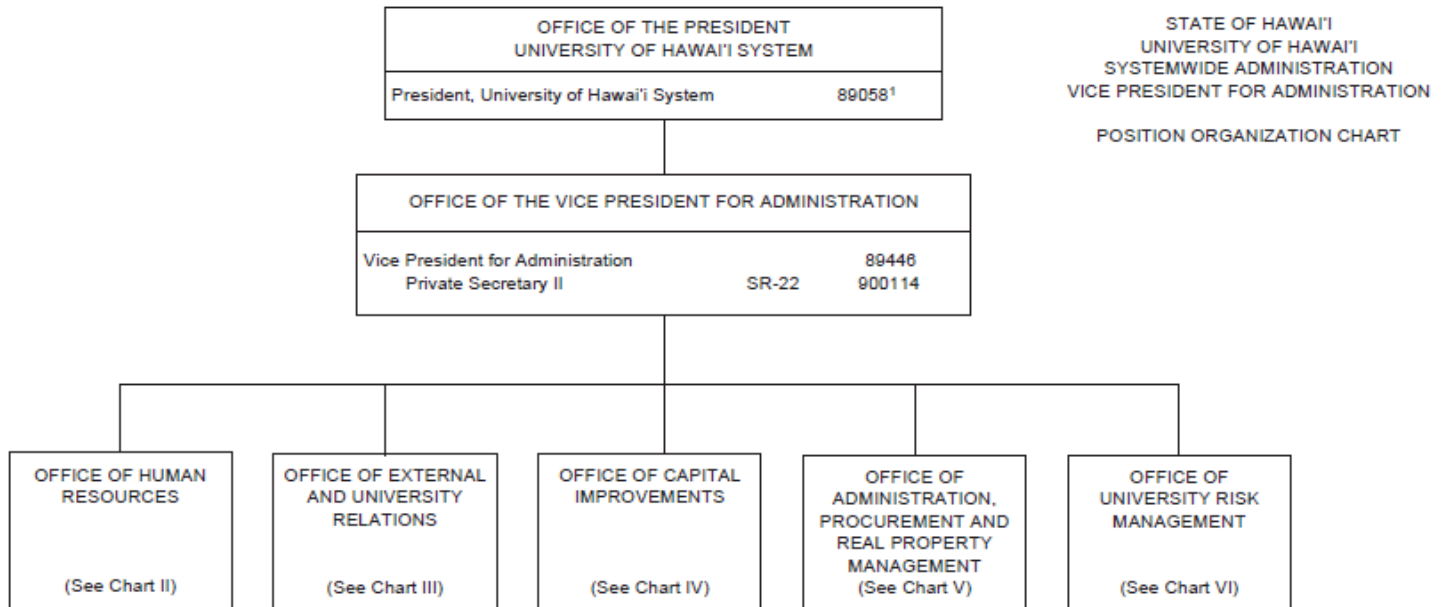 OFFICE OF THE PRESIDENT
UNIVERSITY OF HAWAI'I SYSTEM
President, University of Hawai'i System 89058¹
STATE OF HAWAI'I
UNIVERSITY OF HAWAI'I
SYSTEMWIDE ADMINISTRATION
VICE PRESIDENT FOR ADMINISTRATION
POSITION ORGANIZATION CHART
OFFICE OF THE VICE PRESIDENT FOR ADMINISTRATION
Vice President for Administration 89446
Private Secretary II SR-22 900114
OFFICE OF HUMAN
RESOURCES
(See Chart II)
OFFICE OF EXTERNAL
AND UNIVERSITY
RELATIONS
(See Chart III)
OFFICE OF CAPITAL
IMPROVEMENTS
(See Chart IV)
OFFICE OF
ADMINISTRATION,
PROCUREMENT AND
REAL PROPERTY
MANAGEMENT
(See Chart V)
OFFICE OF
UNIVERSITY RISK
MANAGEMENT
(See Chart VI)